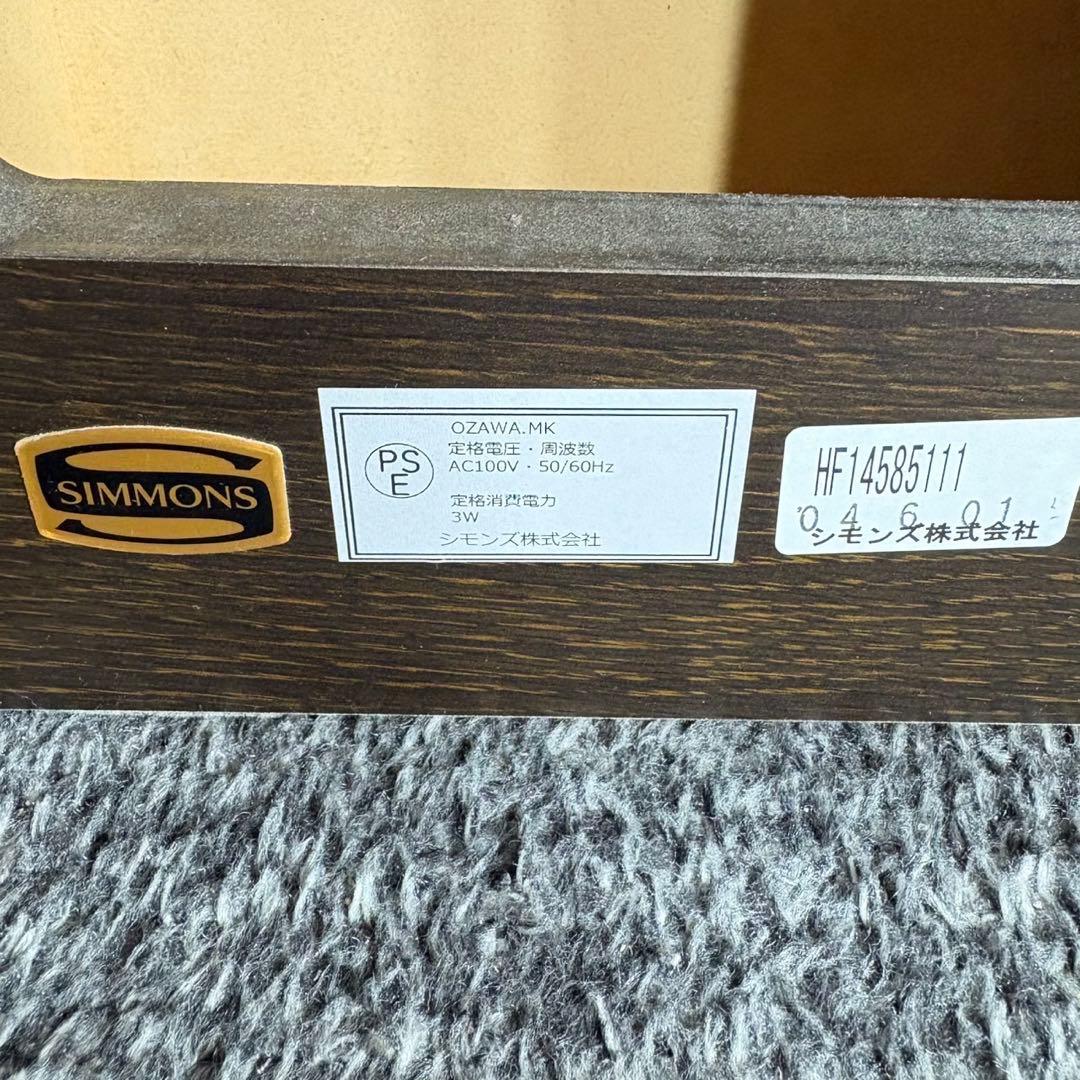 SIMMONS
PS
E
OZAWA.MK
定格電圧・周波数
AC100V・50/60Hz
定格消費電力
3W
シモンズ株式会社
HF14585111
'04 6 01
シモンズ株式会社